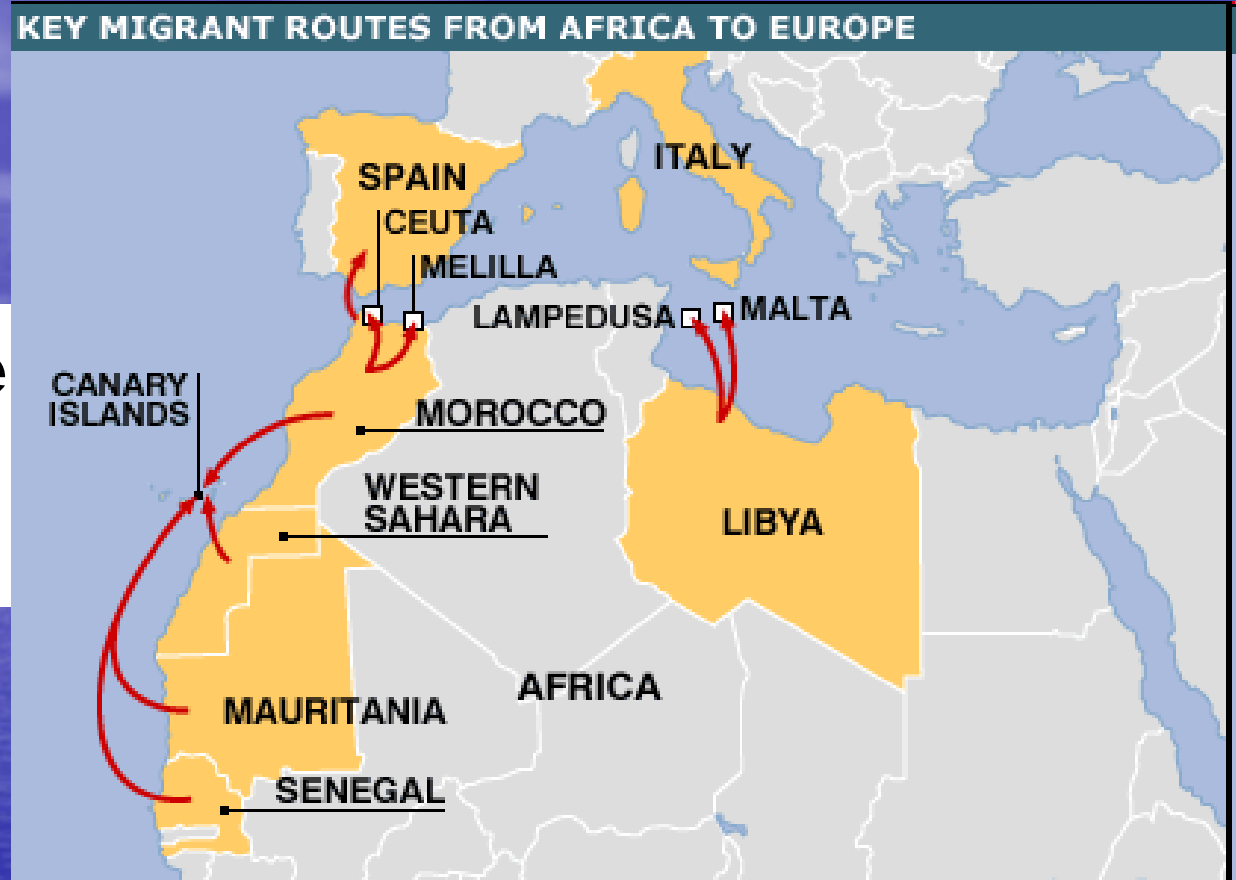 KEY MIGRANT ROUTES FROM AFRICA TO EUROPE
SPAIN
ITALY
CEUTA
MELILLA
LAMPEDUSA
MALTA
e
CANARY
ISLANDS
MOROCCO
WESTERN
SAHARA
LIBYA
AFRICA
MAURITANIA
SENEGAL